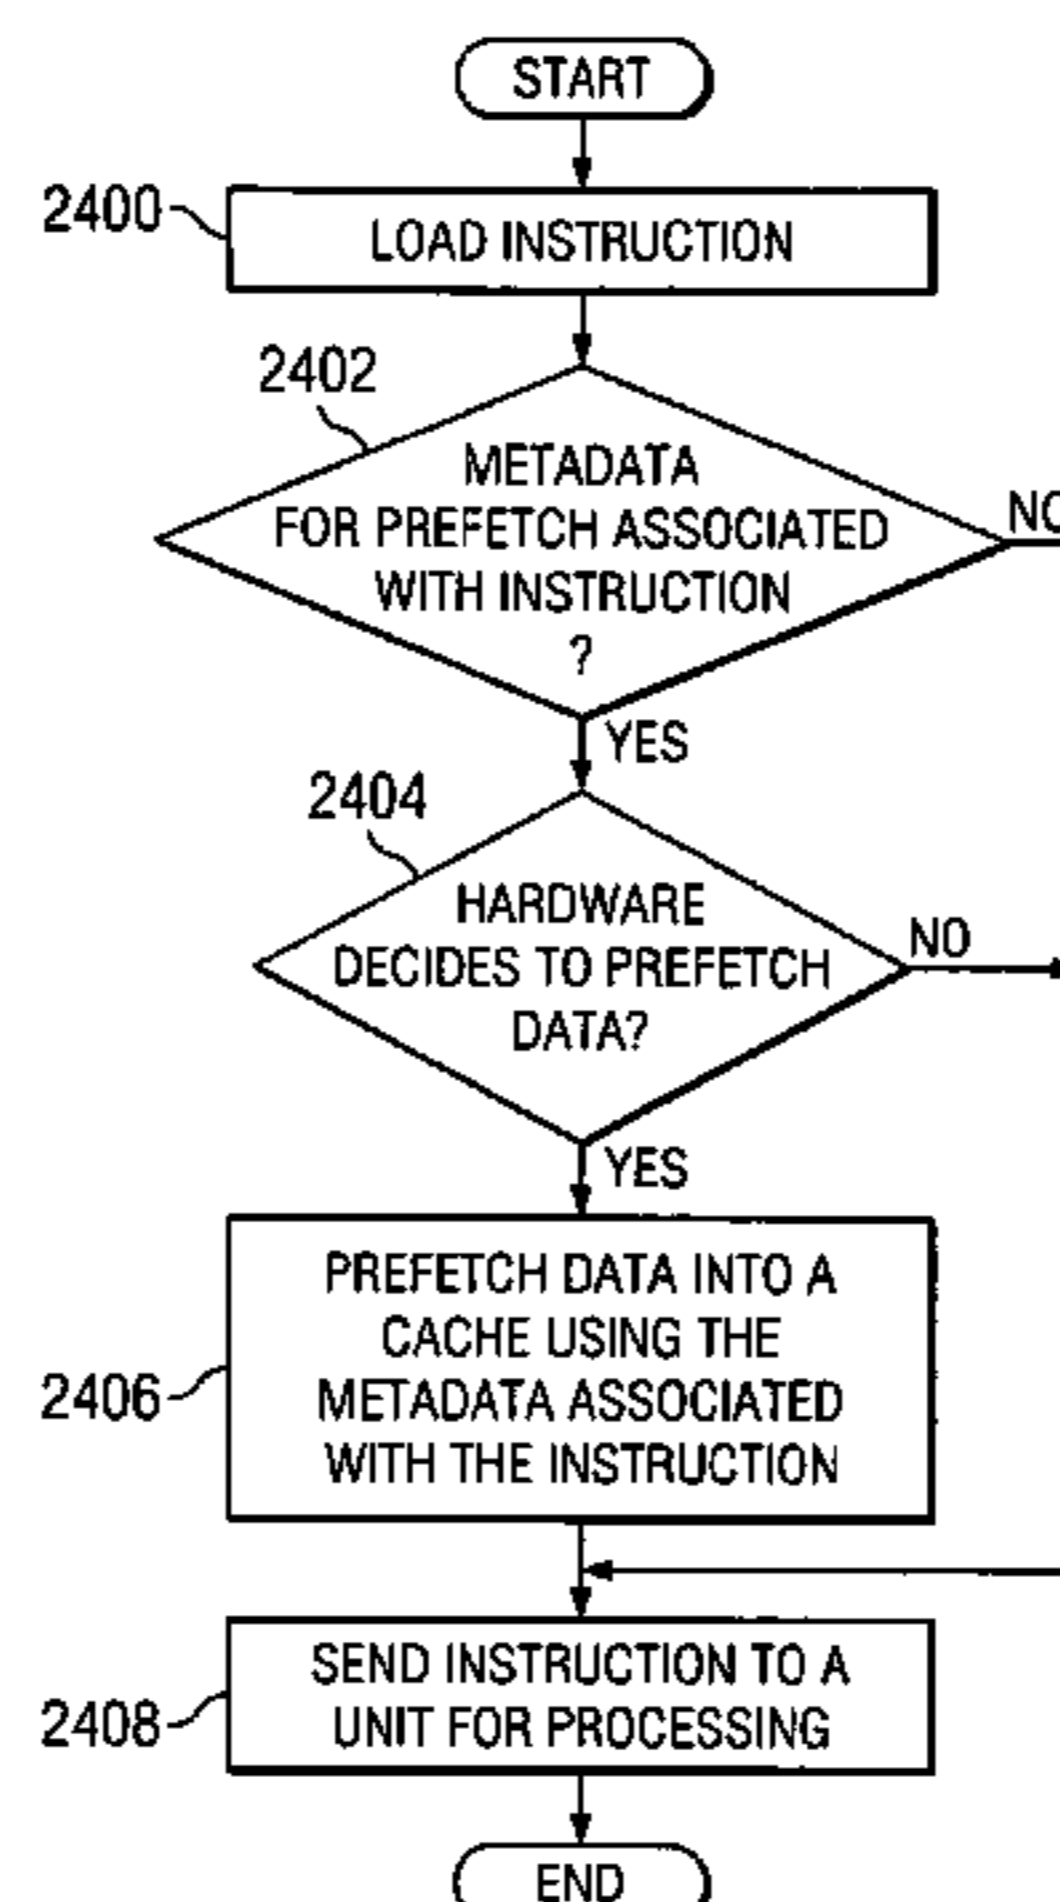 START
2400
LOAD INSTRUCTION
2402
METADATA
FOR PREFETCH ASSOCIATED
WITH INSTRUCTION
?
NO
YES
2404
HARDWARE
DECIDES TO PREFETCH
DATA?
NO
YES
PREFETCH DATA INTO A
CACHE USING THE
METADATA ASSOCIATED
WITH THE INSTRUCTION
2406
SEND INSTRUCTION TO A
UNIT FOR PROCESSING
2408
END